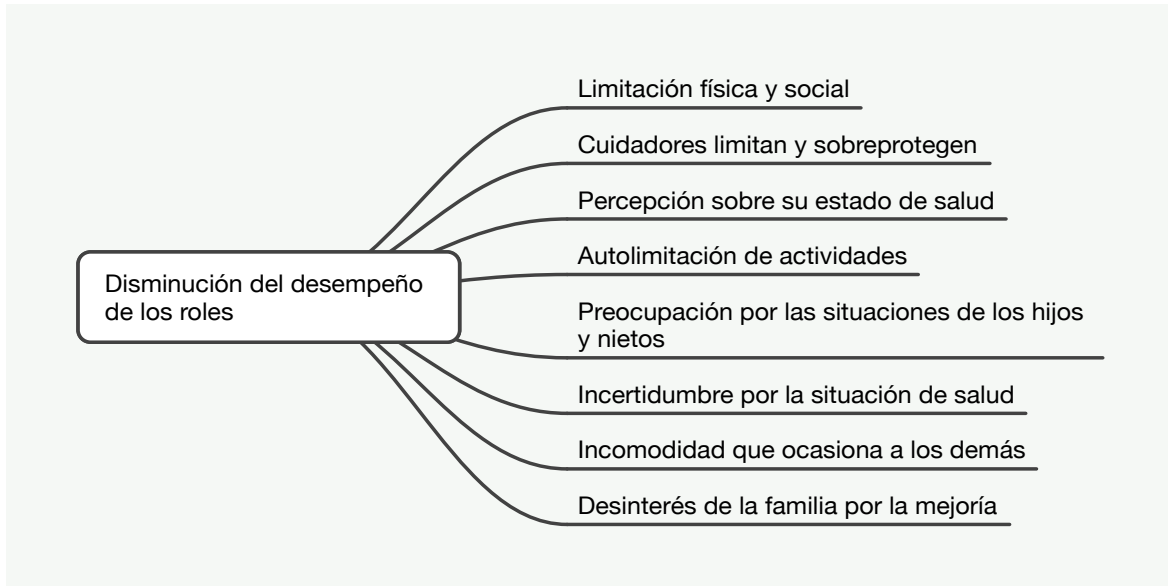 Limitación física y social
Cuidadores limitan y sobreprotegen
Percepción sobre su estado de salud
Autolimitación de actividades
Disminución del desempeño
de los roles
Preocupación por las situaciones de los hijos
y nietos
Incertidumbre por la situación de salud
Incomodidad que ocasiona a los demás
Desinterés de la familia por la mejoría